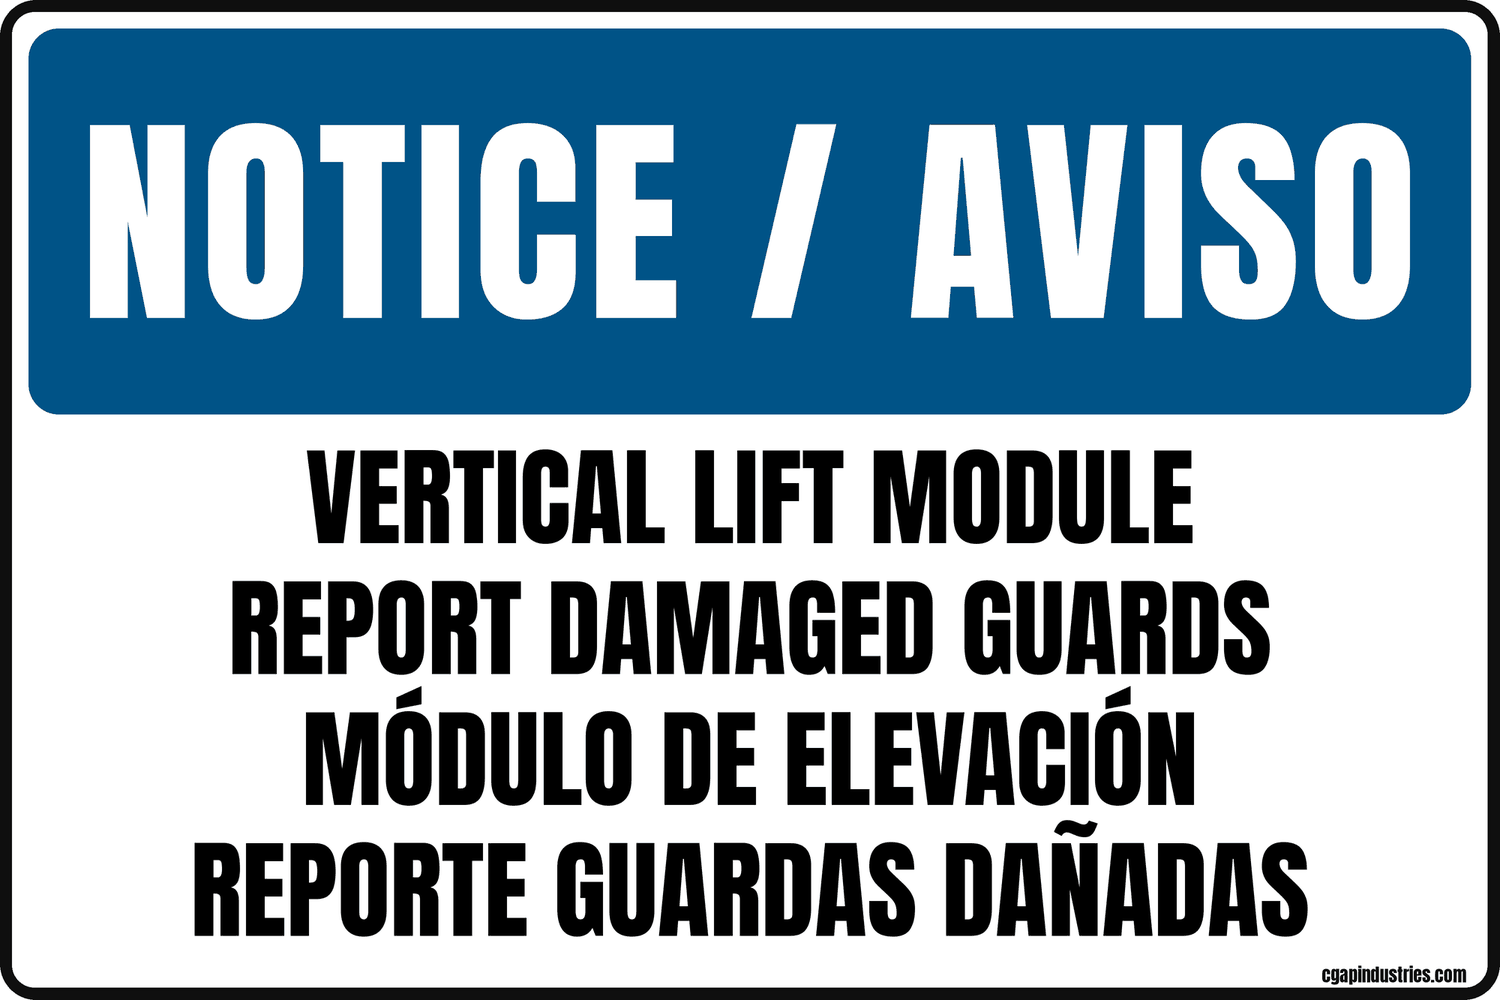 NOTICE / AVISO
VERTICAL LIFT MODULE
REPORT DAMAGED GUARDS
MÓDULO DE ELEVACIÓN
REPORTE GUARDAS DAÑADAS
cgapindustries.com